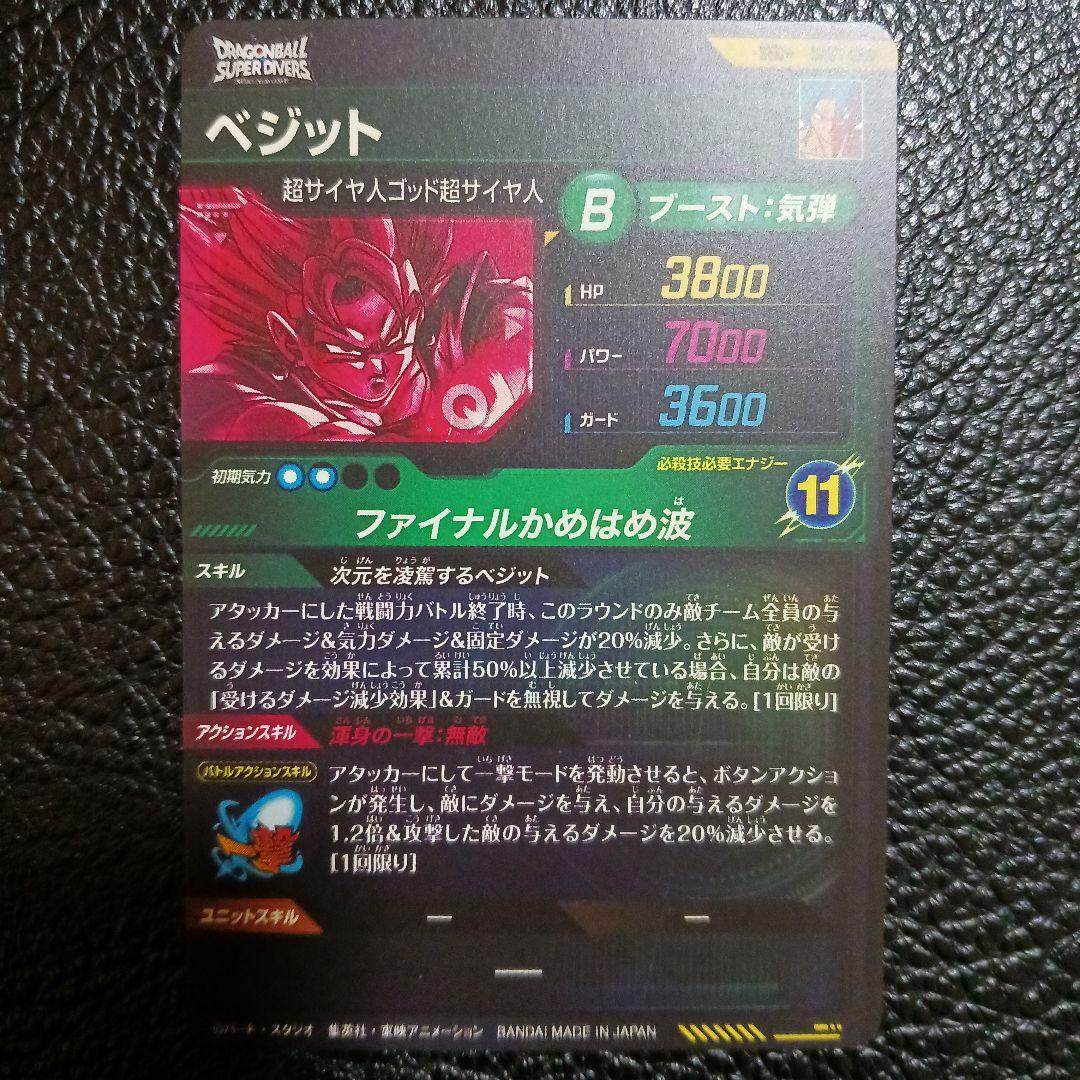 DRAGONBALL
SUPER DIVERS
ベジット
超サイヤ人ゴッド超サイヤ人
B ブースト:気弾
HP 3800
パワー 7000
ガード 3600
初期気力
必殺技必要エナジー 11
ファイナルかめはめ波
スキル 次元を凌駕するベジット
アタッカーにした戦闘力バトル終了時、このラウンドのみ敵チーム全員の与
えるダメージ&気力ダメージ&固定ダメージが20%減少。さらに、敵が受け
るダメージを効果によって累計50%以上減少させている場合、自分は敵の
「受けるダメージ減少効果」&ガードを無視してダメージを与える。[1回限り]
アクションスキル 渾身の一撃:無敵
バトルアクションスキル
アタッカーにして一撃モードを発動させると、ボタンアクショ
ンが発生し、敵にダメージを与え、自分の与えるダメージを
1.2倍&攻撃した敵の与えるダメージを20%減少させる。
[1回限り]
一撃
ユニットスキル ー ー
ー
©バード・スタジオ 集英社・東映アニメーション BANDAI MADE IN JAPAN